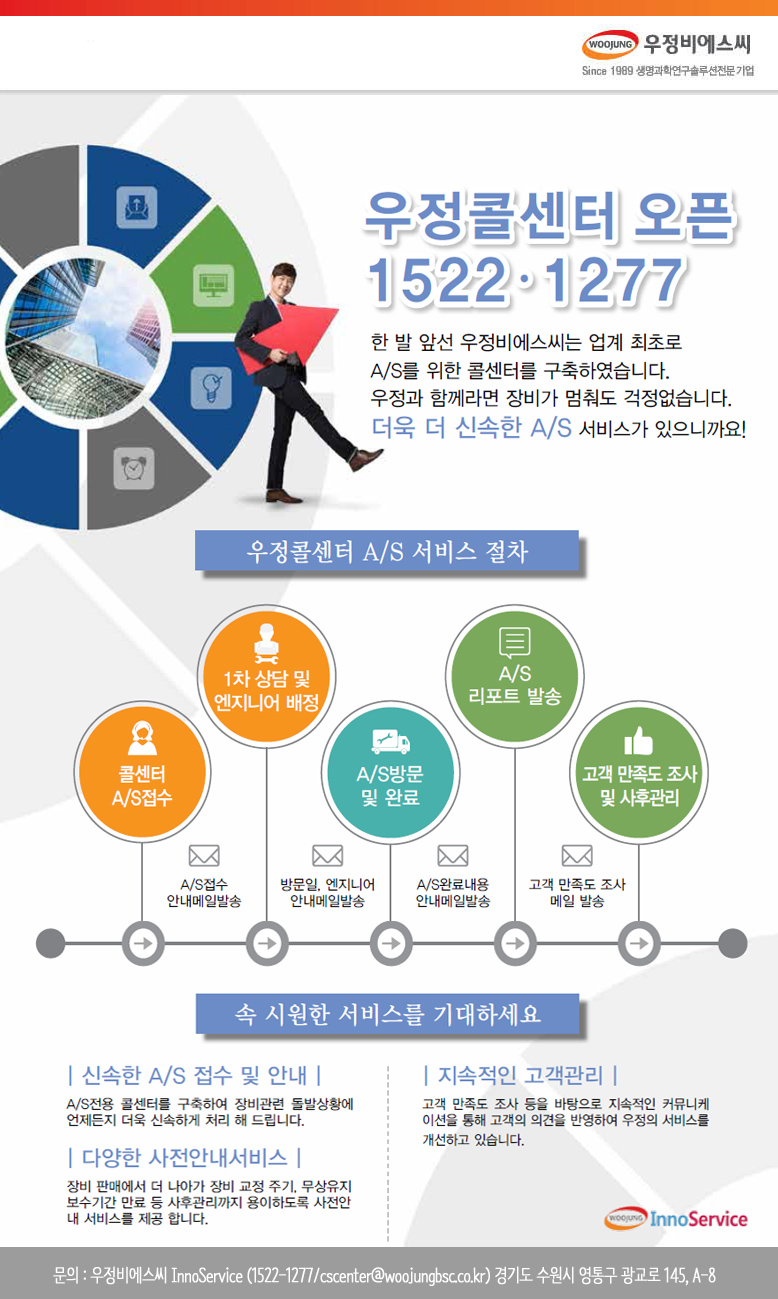 WOOJUNG 우정비에스씨
Since 1989 생명과학연구솔루션전문기업
우정콜센터 오픈
1522·1277
한 발 앞선 우정비에스씨는 업계 최초로
A/S를 위한 콜센터를 구축하였습니다.
우정과 함께라면 장비가 멈춰도 걱정없습니다.
더욱 더 신속한 A/S 서비스가 있으니까요!
우정콜센터 A/S 서비스 절차
콜센터
A/S접수
1차 상담 및
엔지니어 배정
A/S방문
및 완료
A/S
리포트 발송
고객 만족도 조사
및 사후관리
A/S접수
안내메일발송
방문일, 엔지니어
안내메일발송
A/S완료내용
안내메일발송
고객 만족도 조사
메일 발송
속 시원한 서비스를 기대하세요
| 신속한 A/S 접수 및 안내 |
A/S전용 콜센터를 구축하여 장비관련 돌발상황에
언제든지 더욱 신속하게 처리 해 드립니다.
| 다양한 사전안내서비스 |
장비 판매에서 더 나아가 장비 교정 주기, 무상유지
보수기간 만료 등 사후관리까지 용이하도록 사전안
내 서비스를 제공 합니다.
| 지속적인 고객관리 |
고객 만족도 조사 등을 바탕으로 지속적인 커뮤니케
이션을 통해 고객의 의견을 반영하여 우정의 서비스를
개선하고 있습니다.
WOOJUNG InnoService
문의 : 우정비에스씨 InnoService (1522-1277/cscenter@woojungbsc.co.kr) 경기도 수원시 영통구 광교로 145, A-8